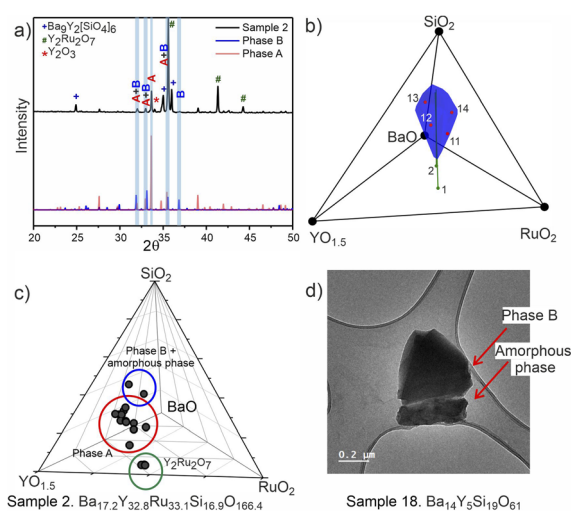 a)
+ Ba9Y2[SiO4]6
# Y2Ru2O7
* Y2O3
Sample 2
Phase B
Phase A
#
A+B
A+B
A
*
A+B
+
+
+
B
#
#
Intensity
20 25 30 35 40 45 50
2θ
b)
SiO2
13
14
12
BaO
11
2
1
YO1.5
RuO2
c)
SiO2
Phase B +
amorphous phase
BaO
Phase A
Y2Ru2O7
YO1.5
RuO2
Sample 2. Ba17.2Y32.8Ru33.1Si16.9O166.4
d)
Phase B
Amorphous
phase
0.2 µm
Sample 18. Ba14Y5Si19O61